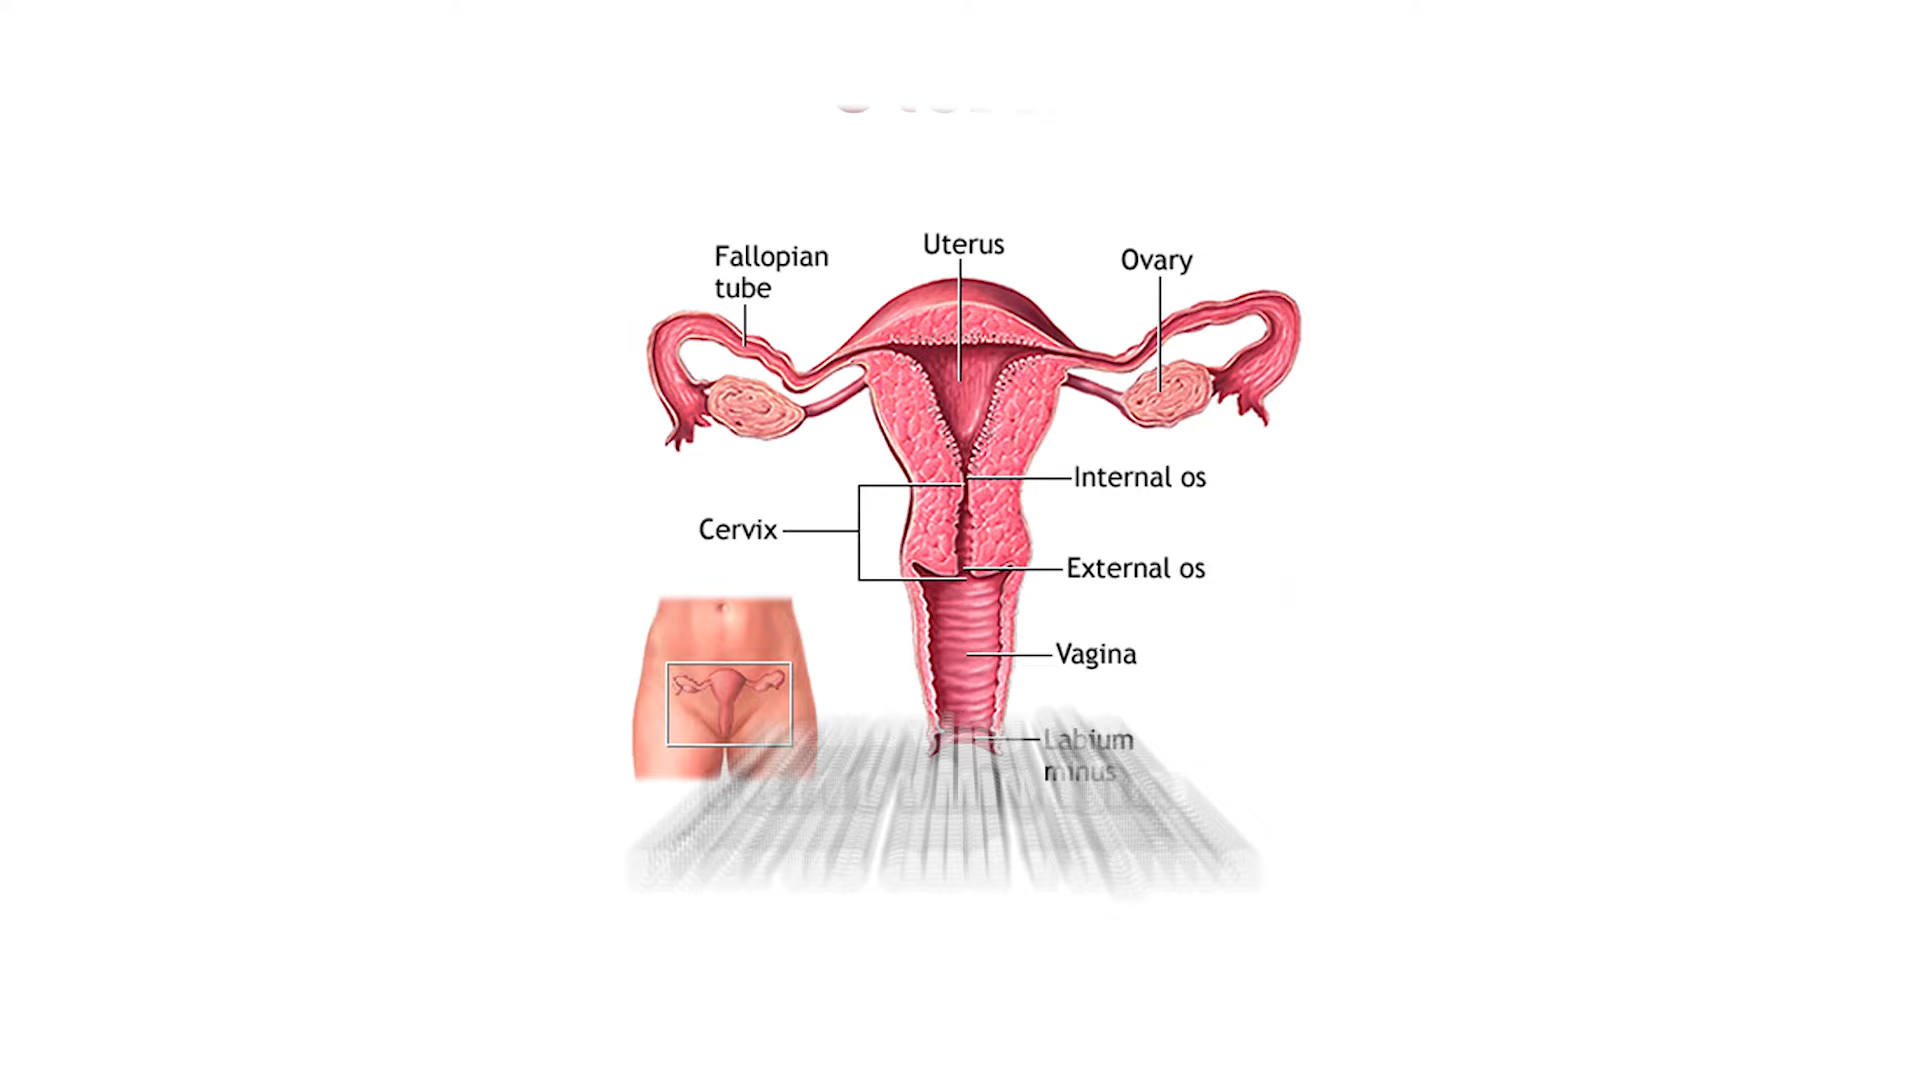 Uterus
Fallopian
tube
Ovary
Internal os
Cervix
External os
Vagina
Labium
minus